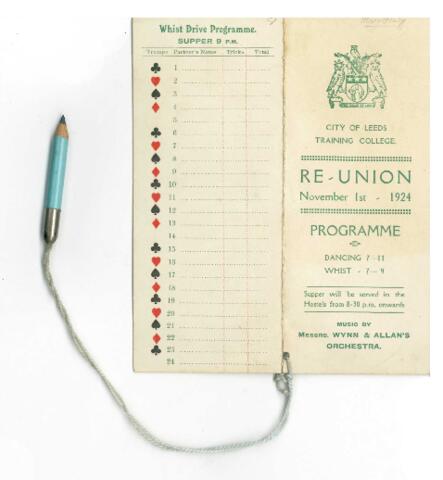 Whist Drive Programme.
SUPPER 9 P.M.
Trumps Partner's Name Tricks Total
1
2
3
4
5
6
7
8
9
10
11
12
13
14
15
16
17
18
19
20
21
22
23
24
CITY OF LEEDS
TRAINING COLLEGE.
RE-UNION
November 1st - 1924
PROGRAMME
DANCING 7-11
WHIST - 7-9
Supper will be served in the
Hostels from 8-30 p.m. onwards
MUSIC BY
Messrs. WYNN & ALLAN'S
ORCHESTRA.